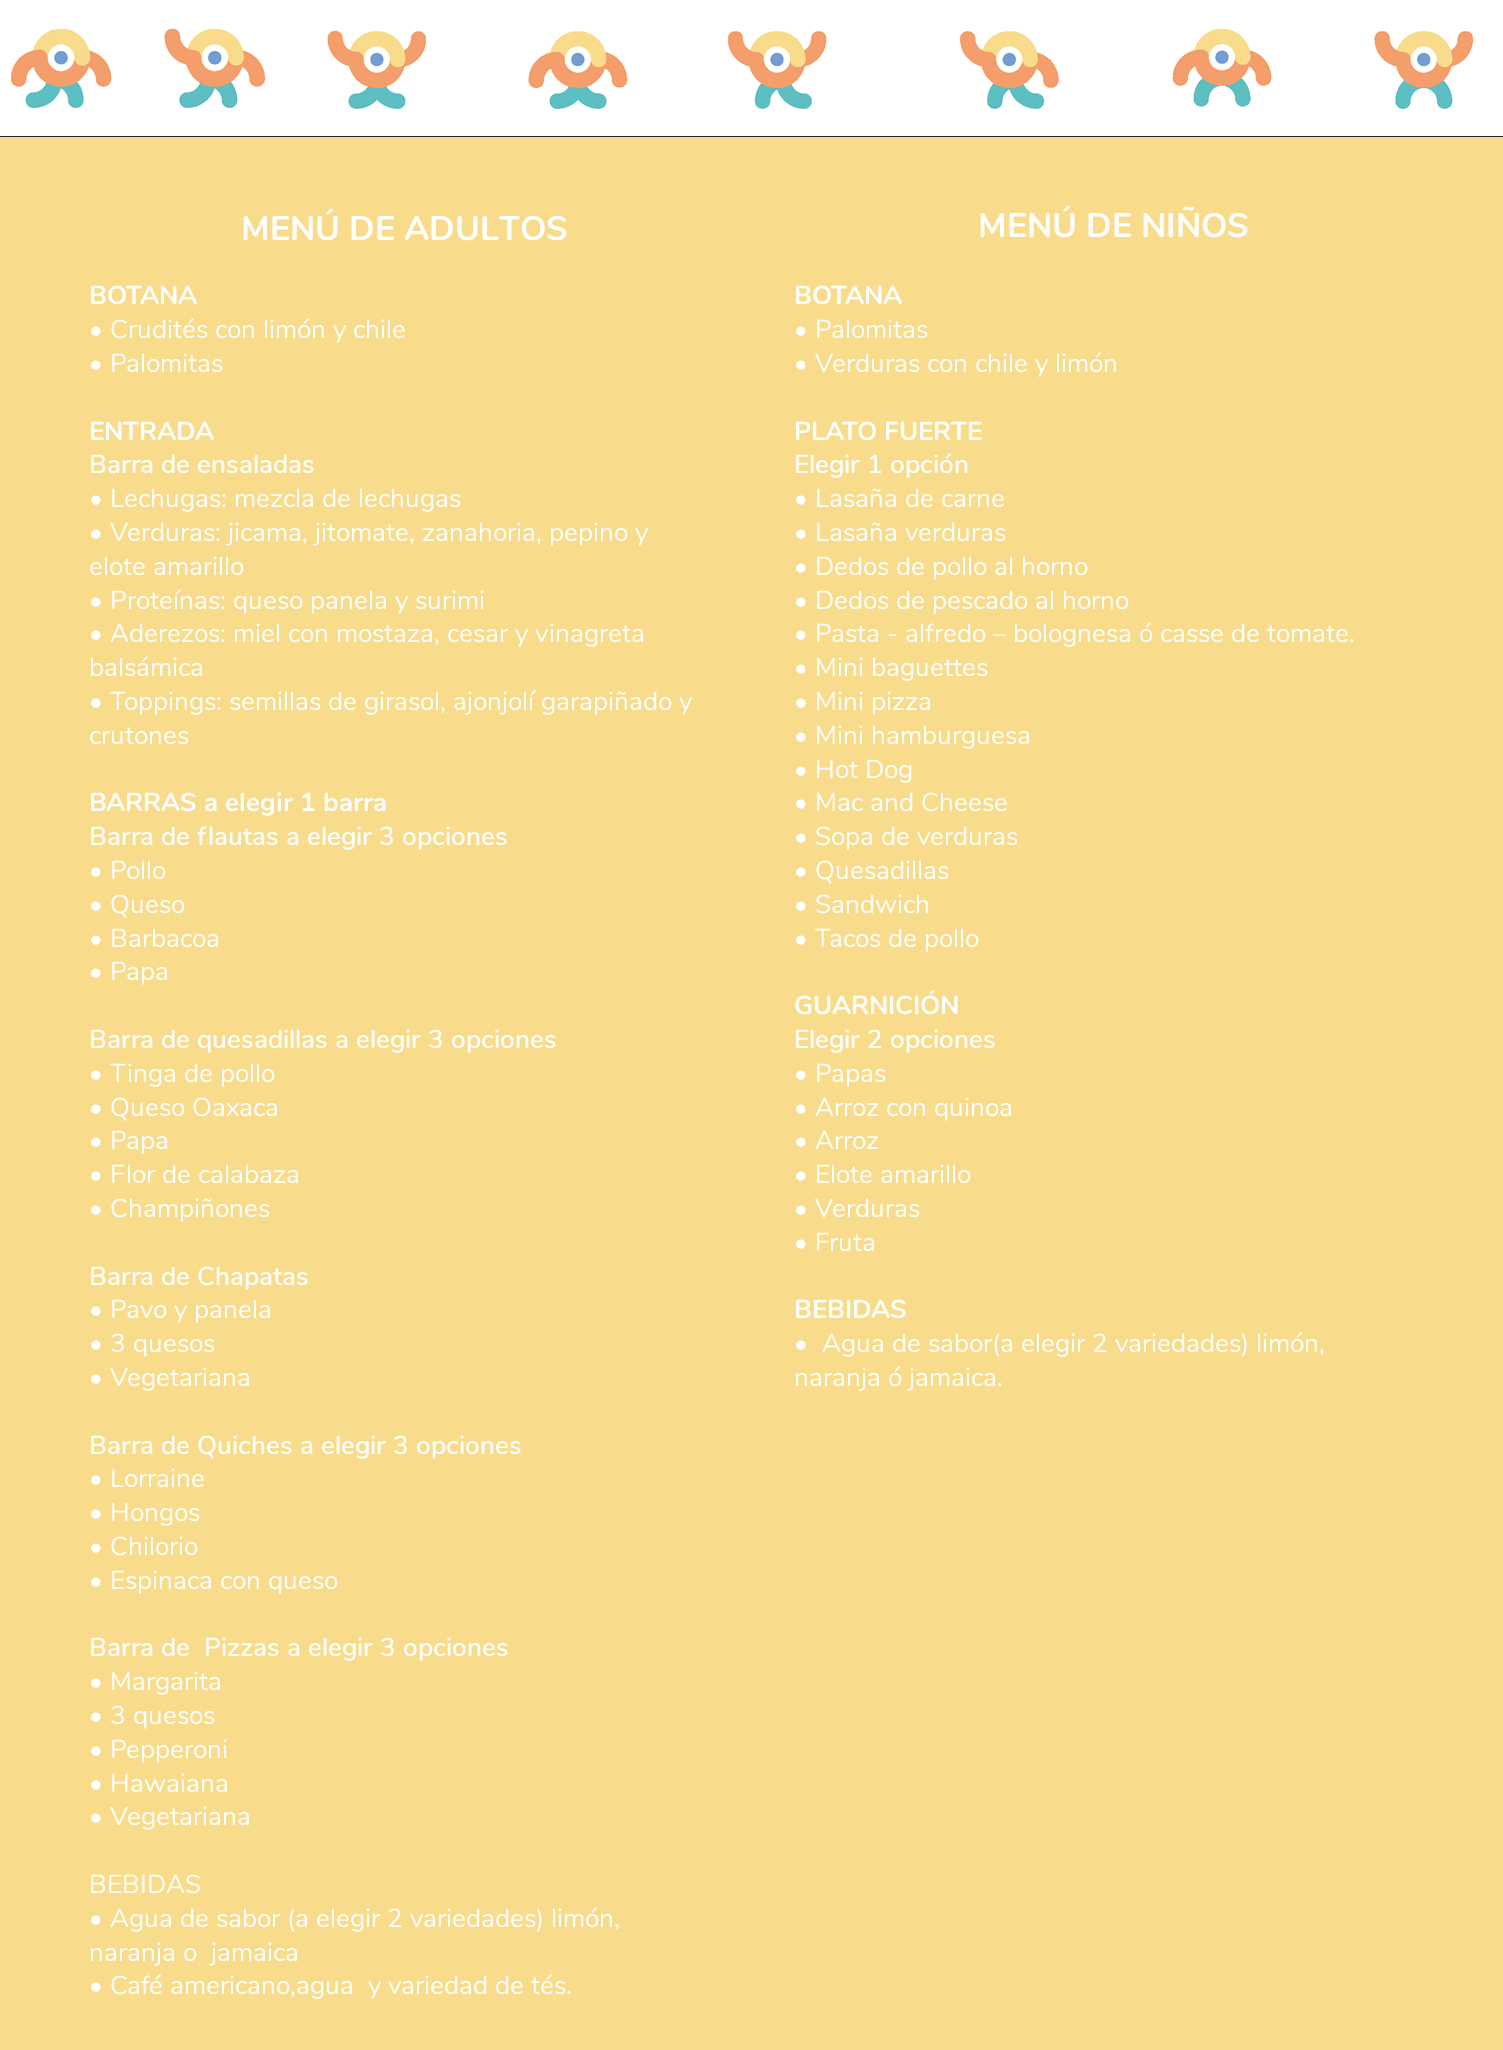 MENÚ DE ADULTOS
BOTANA
• Crudités con limón y chile
• Palomitas
ENTRADA
Barra de ensaladas
• Lechugas: mezcla de lechugas
• Verduras: jicama, jitomate, zanahoria, pepino y
elote amarillo
• Proteínas: queso panela y surimi
• Aderezos: miel con mostaza, cesar y vinagreta
balsámica
• Toppings: semillas de girasol, ajonjolí garapiñado y
crutones
BARRAS a elegir 1 barra
Barra de flautas a elegir 3 opciones
• Pollo
• Queso
• Barbacoa
• Papa
Barra de quesadillas a elegir 3 opciones
• Tinga de pollo
• Queso Oaxaca
• Papa
• Flor de calabaza
• Champiñones
Barra de Chapatas
• Pavo y panela
• 3 quesos
• Vegetariana
Barra de Quiches a elegir 3 opciones
• Lorraine
• Hongos
• Chilorio
• Espinaca con queso
Barra de  Pizzas a elegir 3 opciones
• Margarita
• 3 quesos
• Pepperoni
• Hawaiana
• Vegetariana
BEBIDAS
• Agua de sabor (a elegir 2 variedades) limón,
naranja o  jamaica
• Café americano,agua  y variedad de tés.
MENÚ DE NIÑOS
BOTANA
• Palomitas
• Verduras con chile y limón
PLATO FUERTE
Elegir 1 opción
• Lasaña de carne
• Lasaña verduras
• Dedos de pollo al horno
• Dedos de pescado al horno
• Pasta - alfredo – bolognesa ó casse de tomate.
• Mini baguettes
• Mini pizza
• Mini hamburguesa
• Hot Dog
• Mac and Cheese
• Sopa de verduras
• Quesadillas
• Sandwich
• Tacos de pollo
GUARNICIÓN
Elegir 2 opciones
• Papas
• Arroz con quinoa
• Arroz
• Elote amarillo
• Verduras
• Fruta
BEBIDAS
•  Agua de sabor(a elegir 2 variedades) limón,
naranja ó jamaica.